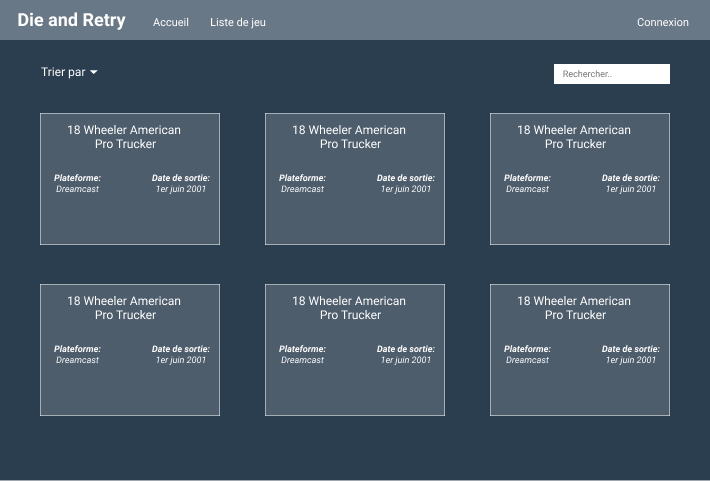 Die and Retry Accueil Liste de jeu Connexion
Trier par Rechercher..
18 Wheeler American
Pro Trucker
Plateforme: Date de sortie:
Dreamcast 1er juin 2001
18 Wheeler American
Pro Trucker
Plateforme: Date de sortie:
Dreamcast 1er juin 2001
18 Wheeler American
Pro Trucker
Plateforme: Date de sortie:
Dreamcast 1er juin 2001
18 Wheeler American
Pro Trucker
Plateforme: Date de sortie:
Dreamcast 1er juin 2001
18 Wheeler American
Pro Trucker
Plateforme: Date de sortie:
Dreamcast 1er juin 2001
18 Wheeler American
Pro Trucker
Plateforme: Date de sortie:
Dreamcast 1er juin 2001